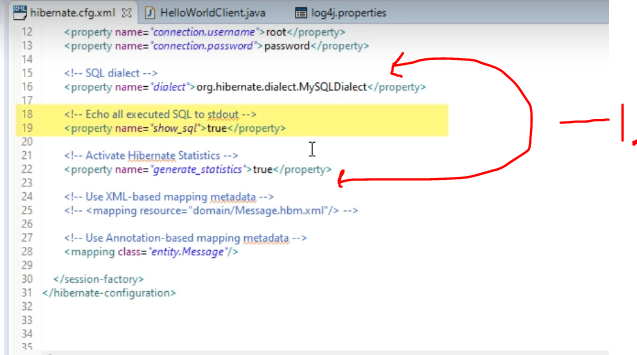 hibernate.cfg.xml HelloWorldClient.java log4j.properties
12 <property name="connection.username">root</property>
13 <property name="connection.password">password</property>
14
15 <!-- SQL dialect -->
16 <property name="dialect">org.hibernate.dialect.MySQLDialect</property>
17
18 <!-- Echo all executed SQL to stdout -->
19 <property name="show_sql">true</property>
20
21 <!-- Activate Hibernate Statistics -->
22 <property name="generate_statistics">true</property>
23
24 <!-- Use XML-based mapping metadata -->
25 <!-- <mapping resource="domain/Message.hbm.xml"/> -->
26
27 <!-- Use Annotation-based mapping metadata -->
28 <mapping class="entity.Message"/>
29
30 </session-factory>
31 </hibernate-configuration>
32
33
34
35
1.